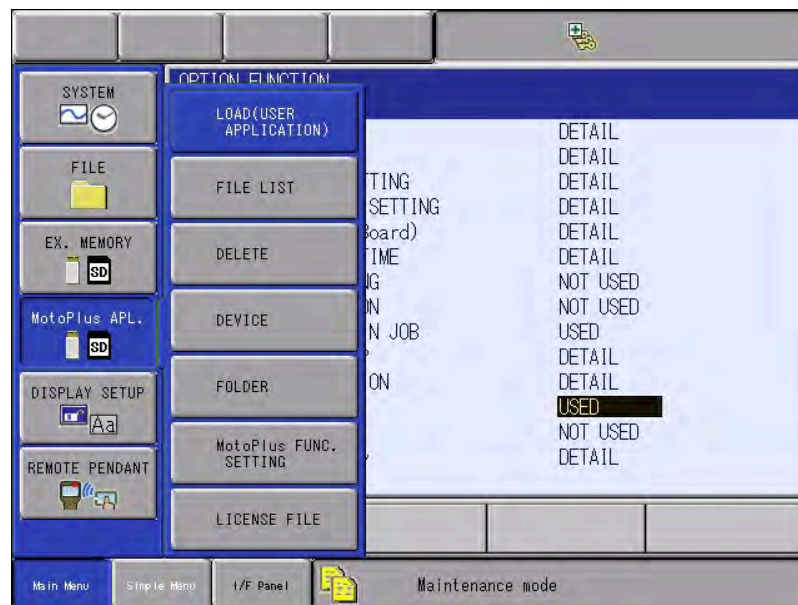 SYSTEM
FILE
EX. MEMORY
SD
MotoPlus APL.
SD
DISPLAY SETUP
Aa
REMOTE PENDANT
OPTION FUNCTION
LOAD(USER
APPLICATION)
FILE LIST
DELETE
DEVICE
FOLDER
MotoPlus FUNC.
SETTING
LICENSE FILE
DETAIL
DETAIL
TTING DETAIL
SETTING DETAIL
Board) DETAIL
TIME DETAIL
NG NOT USED
ON NOT USED
N JOB USED
DETAIL
ON DETAIL
USED
NOT USED
DETAIL
Main Menu
Simple Menu
I/F Panel
Maintenance mode